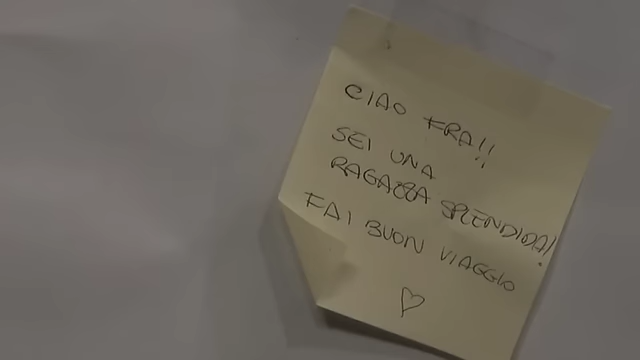 CIAO FRA!!
SEI UNA
RAGAZZA SPLENDIDA!
FAI BUON VIAGGIO
♡